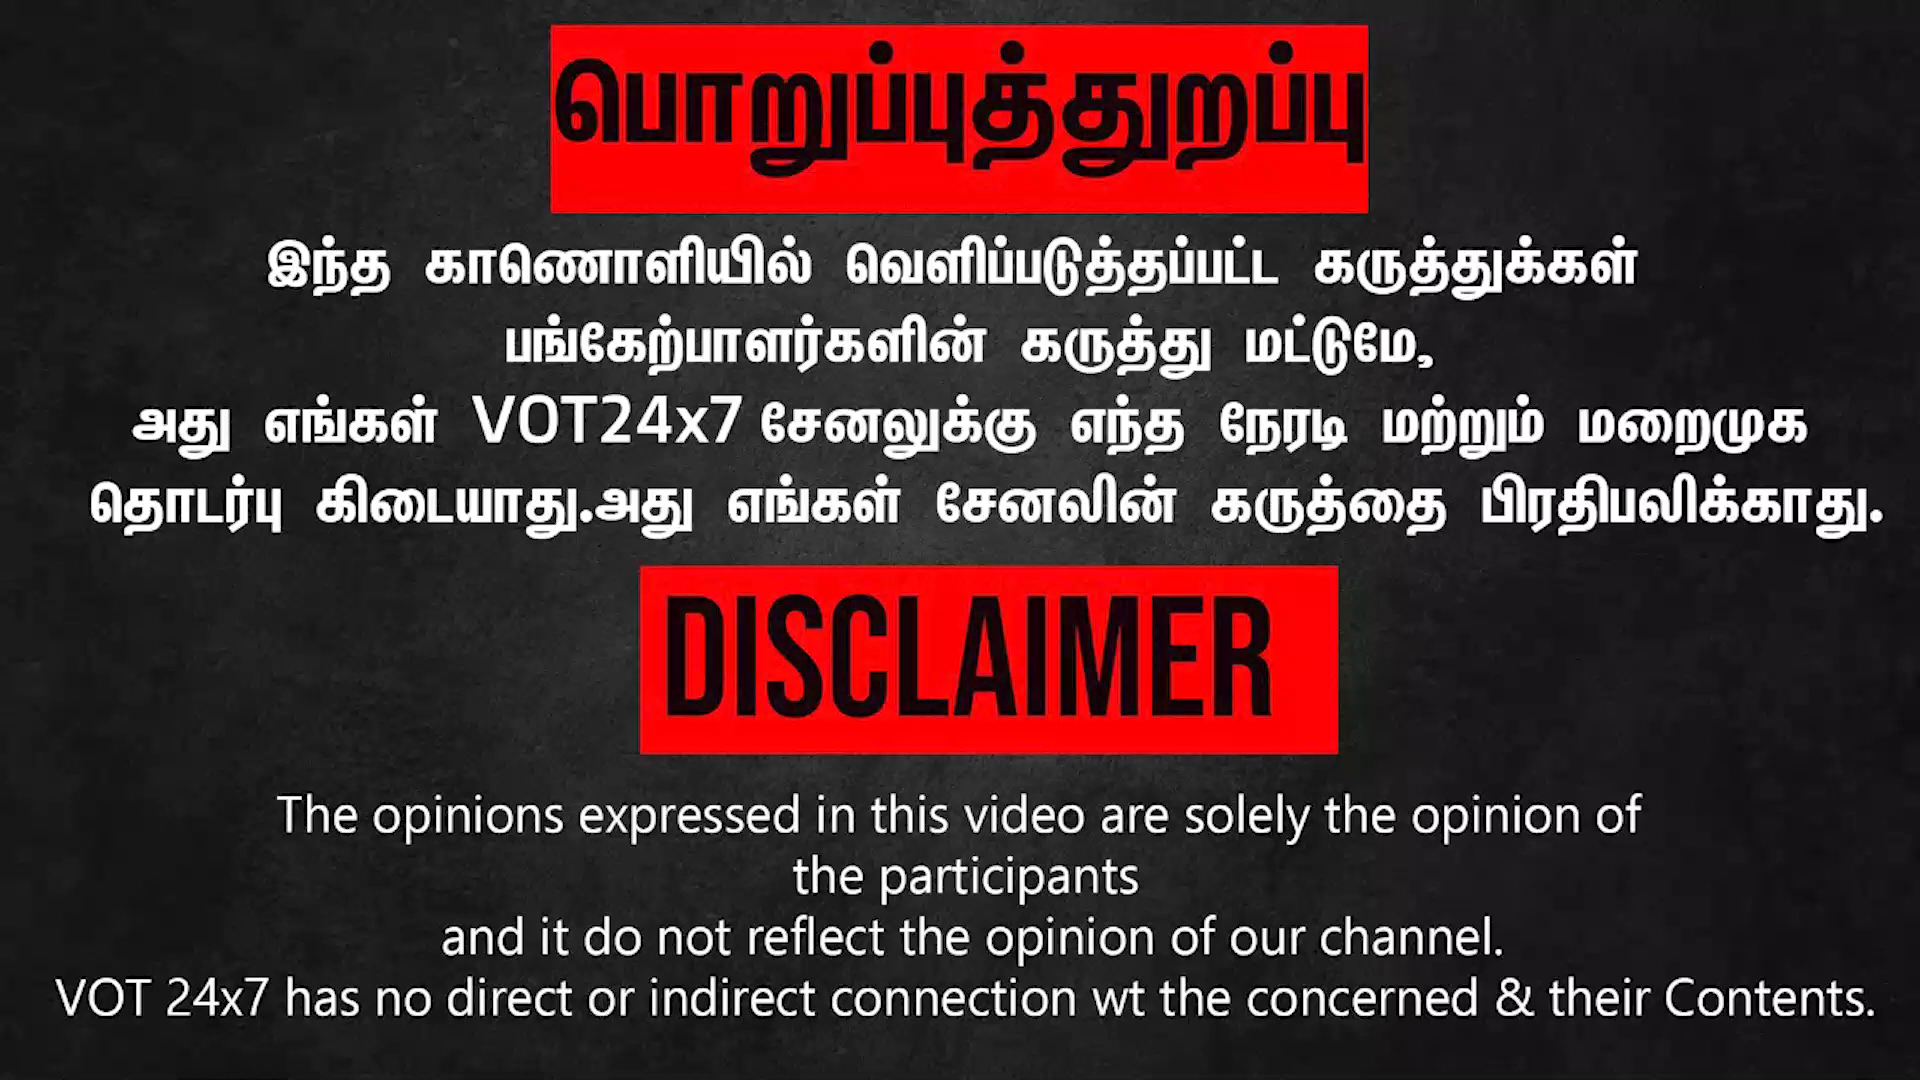 பொறுப்புத்துறப்பு
இந்த காணொளியில் வெளிப்படுத்தப்பட்ட கருத்துக்கள்
பங்கேற்பாளர்களின் கருத்து மட்டுமே,
அது எங்கள் VOT24x7 சேனலுக்கு எந்த நேரடி மற்றும் மறைமுக
தொடர்பு கிடையாது.அது எங்கள் சேனலின் கருத்தை பிரதிபலிக்காது.
DISCLAIMER
The opinions expressed in this video are solely the opinion of
the participants
and it do not reflect the opinion of our channel.
VOT 24x7 has no direct or indirect connection wt the concerned & their Contents.